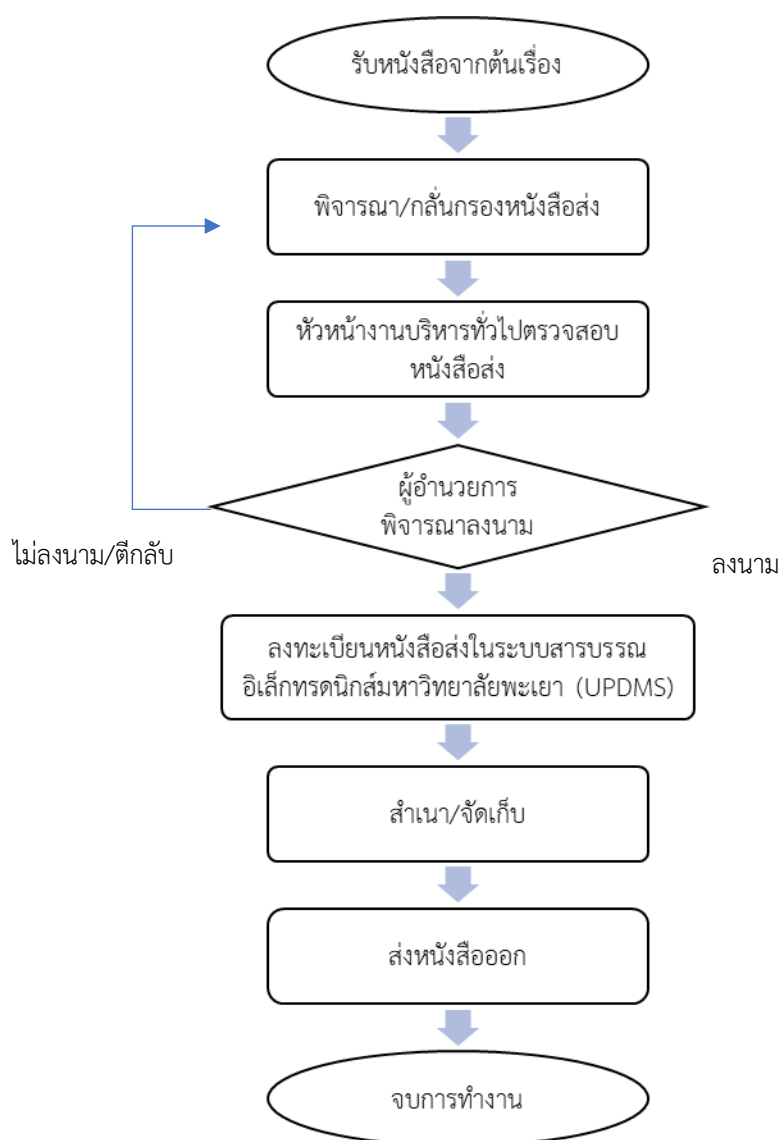 รับหนังสือจากต้นเรื่อง
พิจารณา/กลั่นกรองหนังสือส่ง
หัวหน้างานบริหารทั่วไปตรวจสอบ
หนังสือส่ง
ผู้อำนวยการ
พิจารณาลงนาม
ไม่ลงนาม/ตีกลับ
ลงนาม
ลงทะเบียนหนังสือส่งในระบบสารบรรณ
อิเล็กทรดนิกส์มหาวิทยาลัยพะเยา (UPDMS)
สำเนา/จัดเก็บ
ส่งหนังสือออก
จบการทำงาน